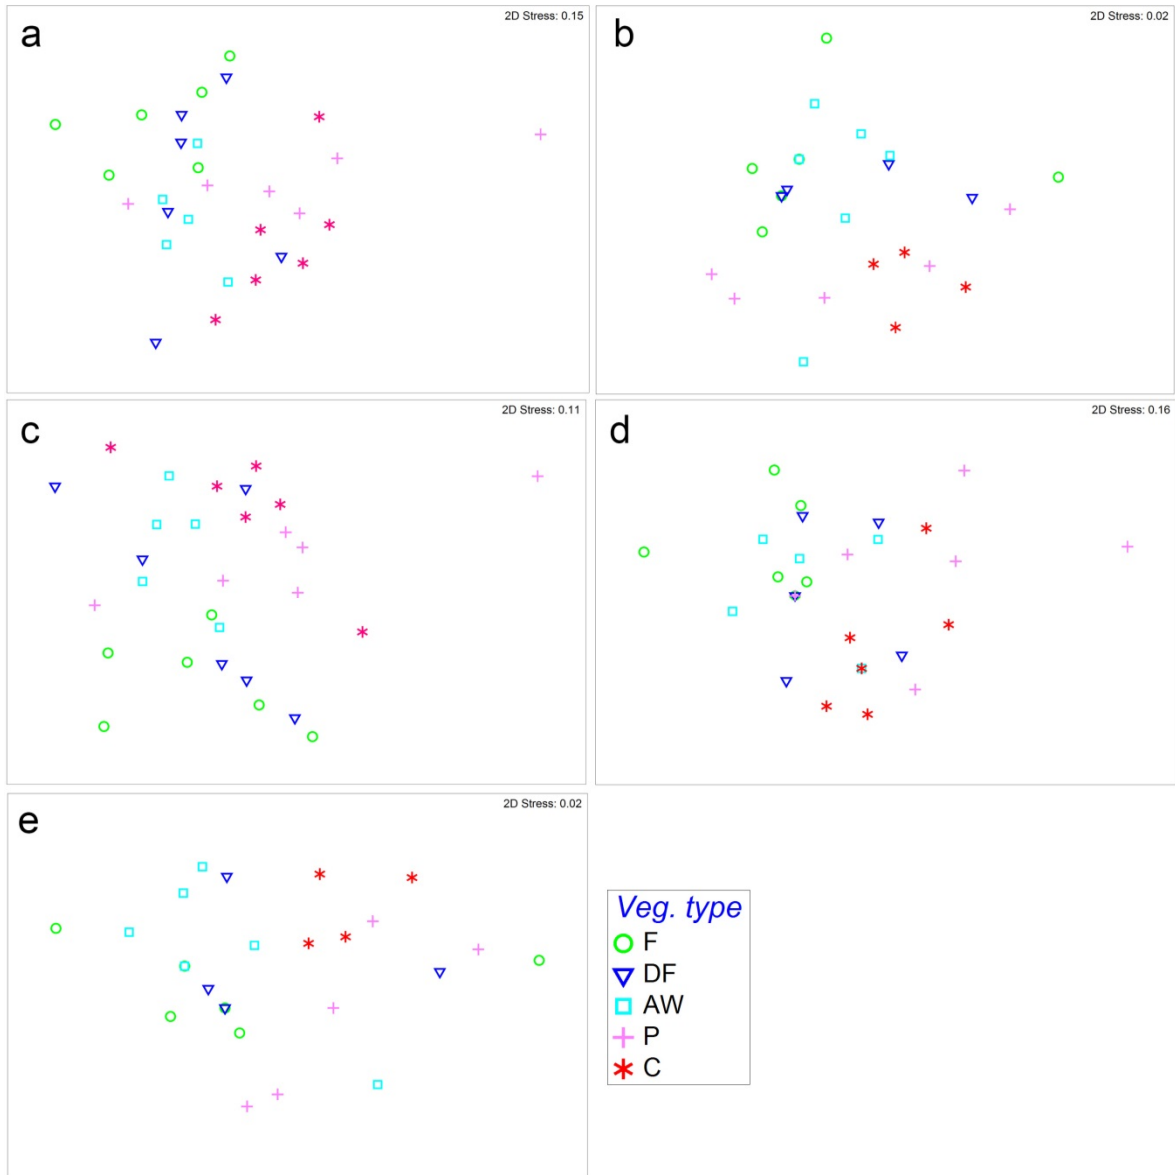 a
2D Stress: 0.15
b
2D Stress: 0.02
c
2D Stress: 0.11
d
2D Stress: 0.16
e
2D Stress: 0.02
Veg. type
F
DF
AW
P
C